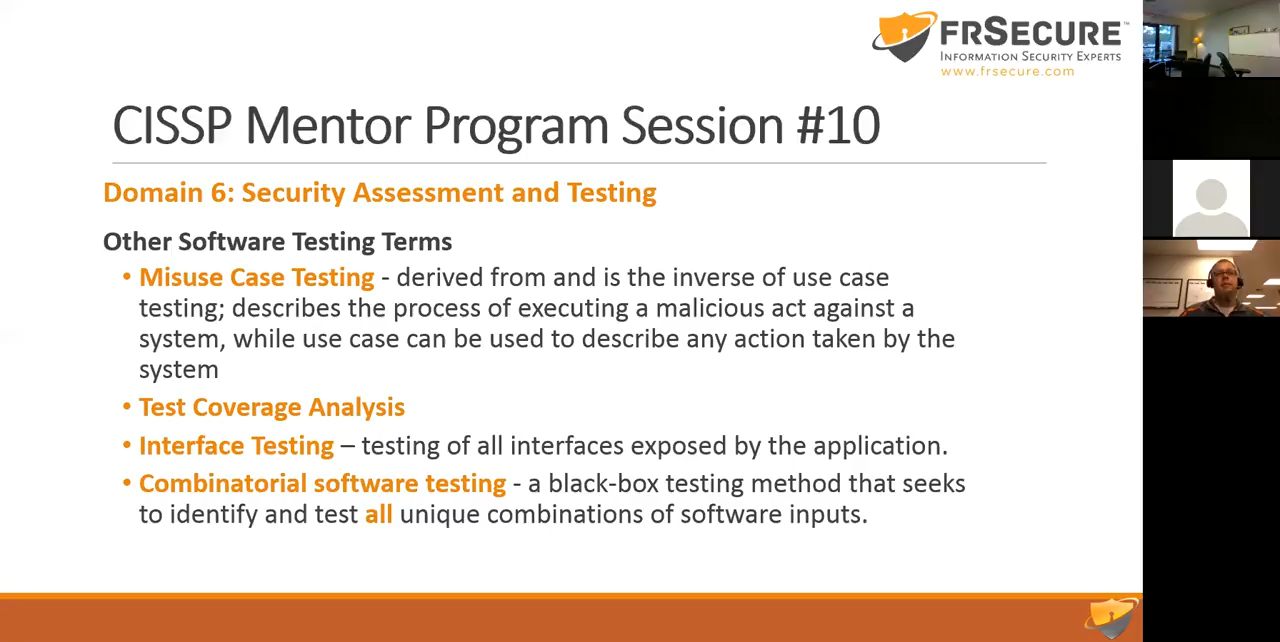 FRSECURE™
INFORMATION SECURITY EXPERTS
www.frsecure.com
CISSP Mentor Program Session #10
Domain 6: Security Assessment and Testing
Other Software Testing Terms
• Misuse Case Testing - derived from and is the inverse of use case
testing; describes the process of executing a malicious act against a
system, while use case can be used to describe any action taken by the
system
• Test Coverage Analysis
• Interface Testing – testing of all interfaces exposed by the application.
• Combinatorial software testing - a black-box testing method that seeks
to identify and test all unique combinations of software inputs.